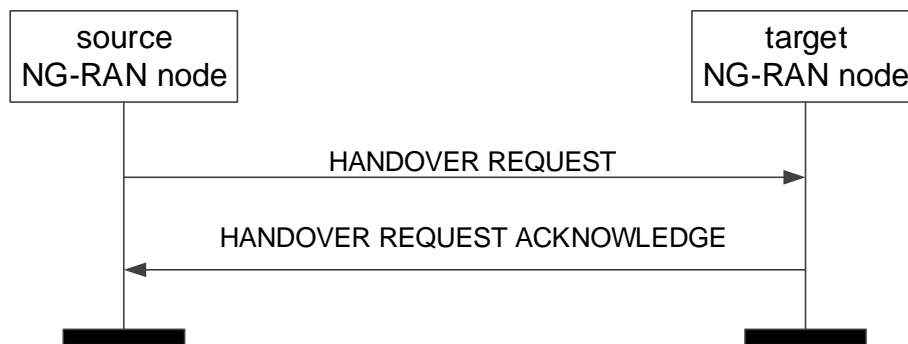 source
NG-RAN node
target
NG-RAN node
HANDOVER REQUEST
HANDOVER REQUEST ACKNOWLEDGE